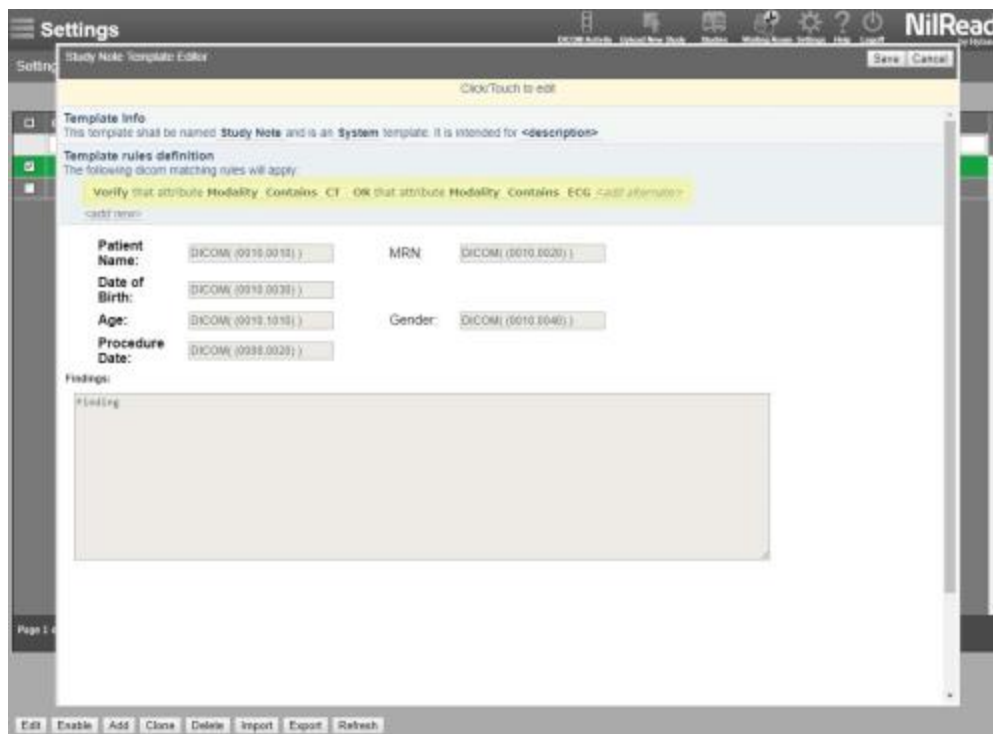 Settings
DICOM Activity Upload New Study Studies Waiting Room Settings Help Logoff
NilRead
Setting
Study Note Template Editor
Save Cancel
Click/Touch to edit
Template Info
This template shall be named Study Note and is an System template. It is intended for <description>
Template rules definition
The following dicom matching rules will apply:
Verify that attribute Modality Contains CT OR that attribute Modality Contains ECG <add alternate>
<add new>
Patient Name:
DICOM( (0010.0010) )
MRN:
DICOM( (0010.0020) )
Date of Birth:
DICOM( (0010.0030) )
Age:
DICOM( (0010.1010) )
Gender:
DICOM( (0010.0040) )
Procedure Date:
DICOM( (0008.0020) )
Findings:
Finding
Page 1
Edit Enable Add Clone Delete Import Export Refresh